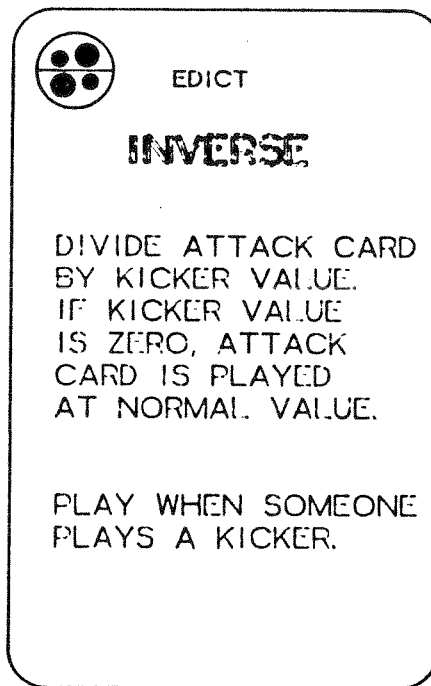 EDICT
INVERSE
DIVIDE ATTACK CARD
BY KICKER VALUE.
IF KICKER VALUE
IS ZERO, ATTACK
CARD IS PLAYED
AT NORMAL VALUE.
PLAY WHEN SOMEONE
PLAYS A KICKER.